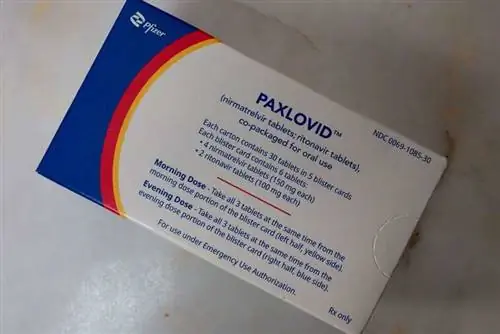 Pfizer
PAXLOVID™
(nirmatrelvir tablets; ritonavir tablets),
co-packaged for oral use
NDC 0069-1085-30
Each carton contains 30 tablets in 5 blister cards
Each blister card contains 6 tablets:
• 4 nirmatrelvir tablets (150 mg each)
• 2 ritonavir tablets (100 mg each)
Morning Dose - Take all 3 tablets at the same time from the
morning dose portion of the blister card (left half, yellow side).
Evening Dose - Take all 3 tablets at the same time from the
evening dose portion of the blister card (right half, blue side).
For use under Emergency Use Authorization.
Rx only